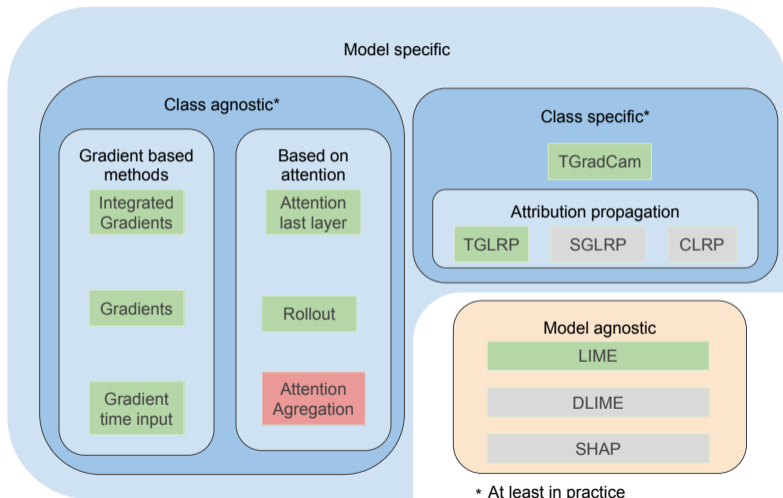 Model specific
Class agnostic*
Gradient based
methods
Integrated
Gradients
Gradients
Gradient
time input
Based on
attention
Attention
last layer
Rollout
Attention
Agregation
Class specific*
TGradCam
Attribution propagation
TGLRP
SGLRP
CLRP
Model agnostic
LIME
DLIME
SHAP
* At least in practice